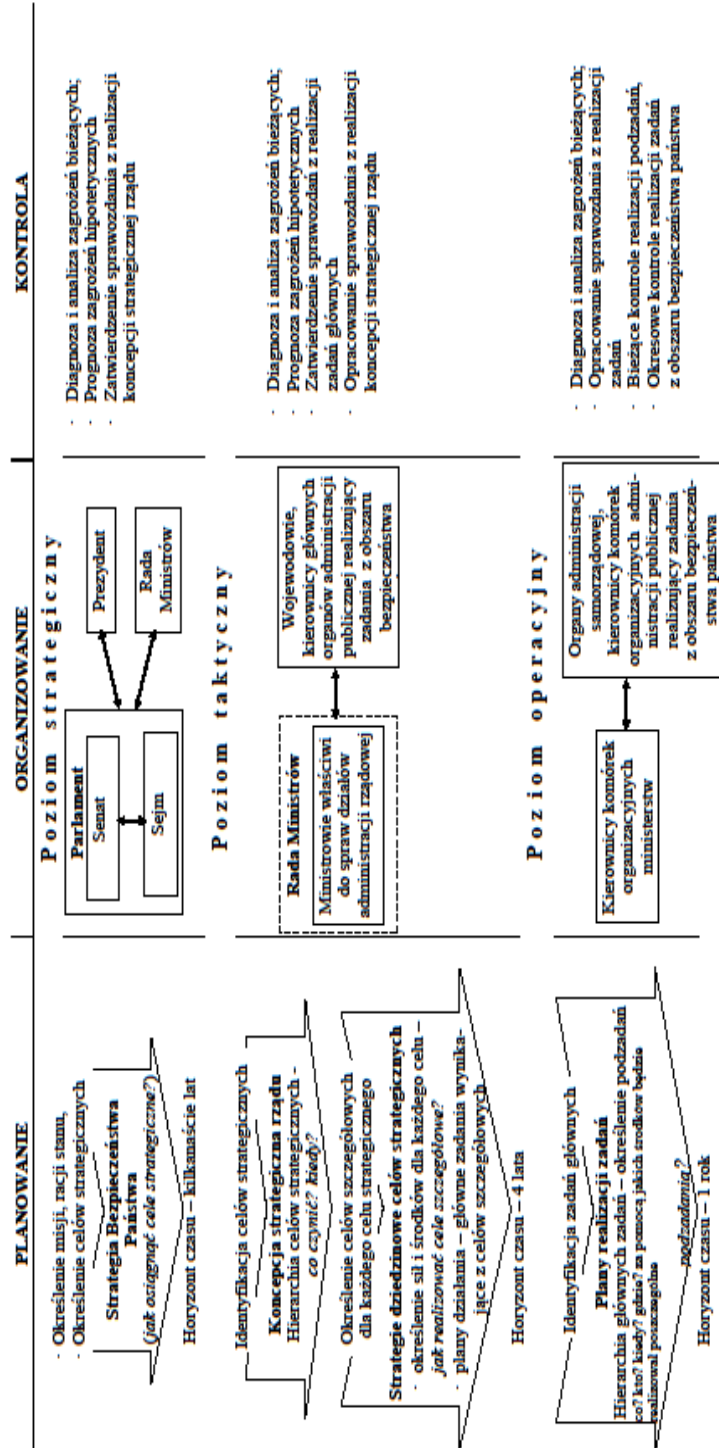 PLANOWANIE
ORGANIZOWANIE
KONTROLA
- Określenie misji, racji stanu,
- Określenie celów strategicznych
Strategia Bezpieczeństwa
Państwa
(jak osiągnąć cele strategiczne?)
Horyzont czasu – kilkanaście lat
Poziom strategiczny
Parlament
Senat
Sejm
Prezydent
Rada
Ministrów
- Diagnoza i analiza zagrożeń bieżących;
- Prognoza zagrożeń hipotetycznych
- Zatwierdzenie sprawozdania z realizacji
koncepcji strategicznej rządu
Identyfikacja celów strategicznych
Koncepcja strategiczna rządu
Hierarchia celów strategicznych –
co czynić? kiedy?
Określenie celów szczegółowych
dla każdego celu strategicznego
Strategie dziedzinowe celów strategicznych
- określenie sił i środków dla każdego celu –
jak realizować cele szczegółowe?
- plany działania – główne zadania wynika-
jące z celów szczegółowych
Horyzont czasu – 4 lata
Poziom taktyczny
Rada Ministrów
Ministrowie właściwi
do spraw działów
administracji rządowej
Wojewodowie,
kierownicy głównych
organów administracji
publicznej realizujący
zadania z obszaru
bezpieczeństwa
- Diagnoza i analiza zagrożeń bieżących;
- Prognoza zagrożeń hipotetycznych
- Zatwierdzenie sprawozdań z realizacji
zadań głównych
- Opracowanie sprawozdania z realizacji
koncepcji strategicznej rządu
Identyfikacja zadań głównych
Plany realizacji zadań
Hierarchia głównych zadań – określenie podzadań
co? kto? kiedy? gdzie? za pomocą jakich środków będzie
realizował poszczególne
podzadania?
Horyzont czasu – 1 rok
Poziom operacyjny
Kierownicy komórek
organizacyjnych
ministerstw
Organy administracji
samorządowej,
kierownicy komórek
organizacyjnych admi-
nistracji publicznej
realizujący zadania
z obszaru bezpieczeń-
stwa państwa
- Diagnoza i analiza zagrożeń bieżących;
- Opracowanie sprawozdania z realizacji
zadań
- Bieżące kontrole realizacji podzadań,
- Okresowe kontrole realizacji zadań
z obszaru bezpieczeństwa państwa